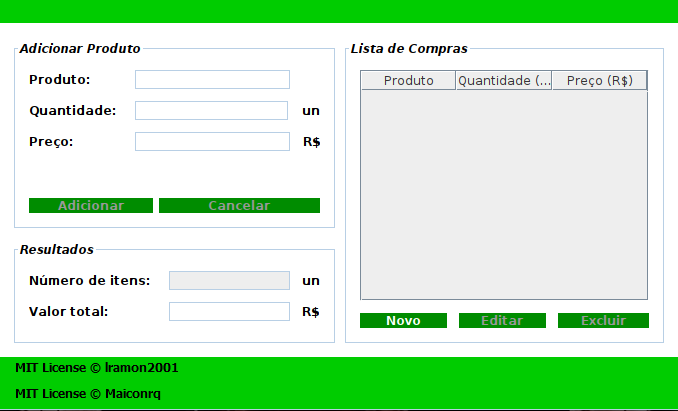 Adicionar Produto
Produto:
Quantidade: un
Preço: R$
Adicionar Cancelar
Resultados
Número de itens: un
Valor total: R$
Lista de Compras
Produto Quantidade (... Preço (R$)
Novo Editar Excluir
MIT License © lramon2001
MIT License © Maiconrq